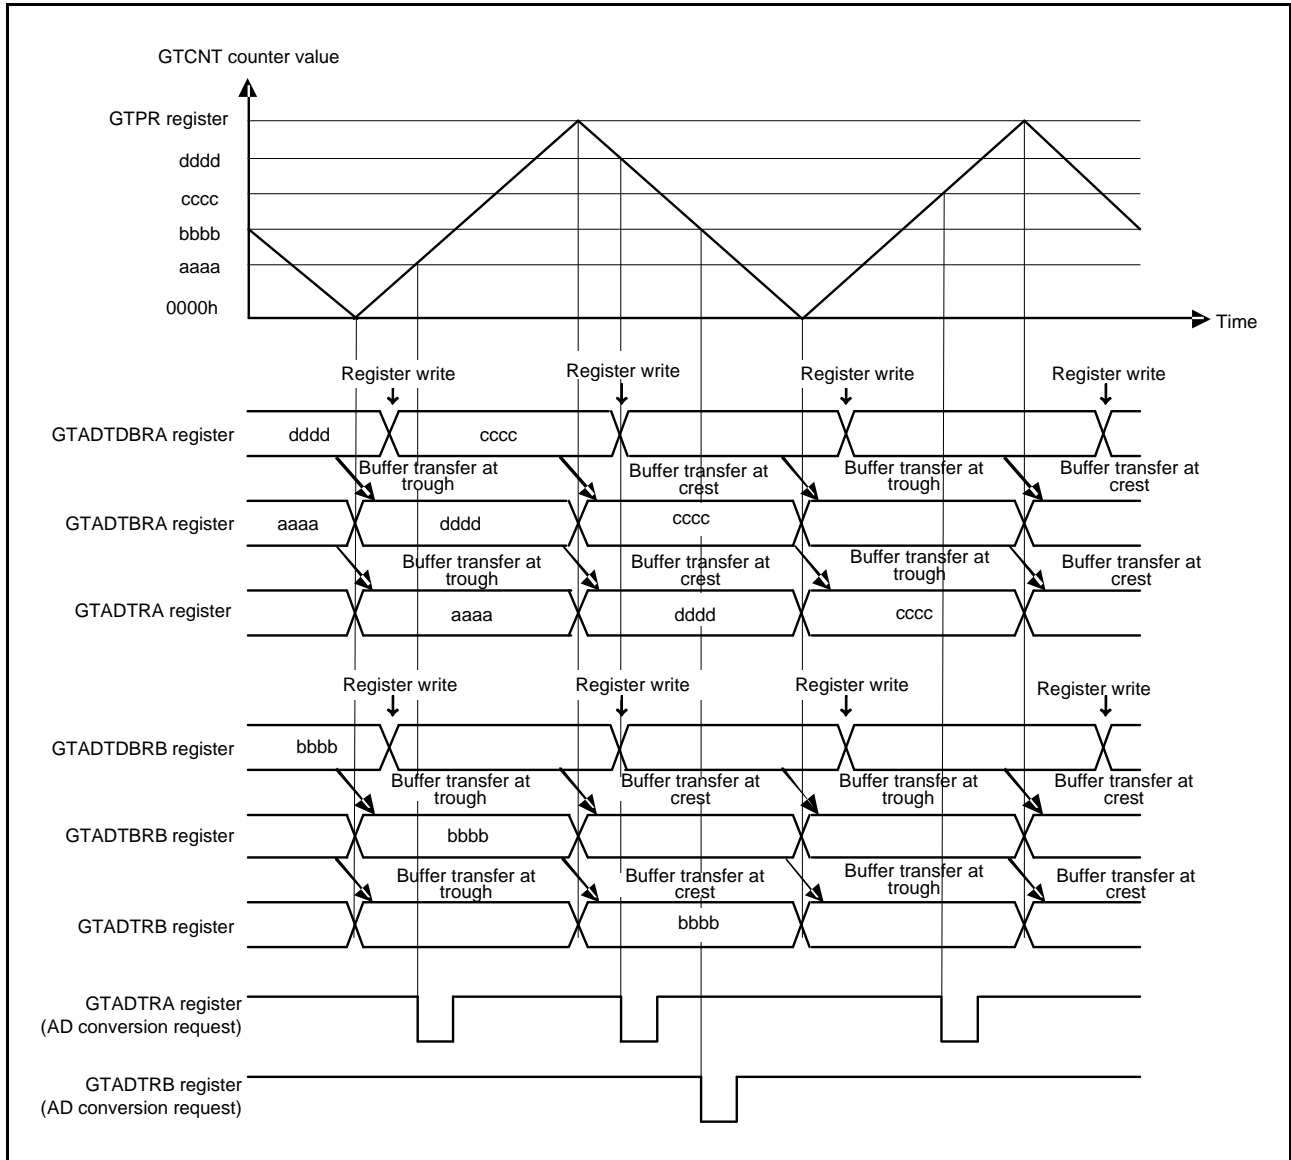 GTCNT counter value
GTPR register
dddd
cccc
bbbb
aaaa
0000h
Time
Register write
Register write
Register write
Register write
GTADTDBRA register
dddd
cccc
Buffer transfer at
trough
Buffer transfer at
crest
Buffer transfer at
trough
Buffer transfer at
crest
GTADTBRA register
aaaa
dddd
cccc
Buffer transfer at
trough
Buffer transfer at
crest
Buffer transfer at
trough
Buffer transfer at
crest
GTADTRA register
aaaa
dddd
cccc
Register write
Register write
Register write
Register write
GTADTDBRB register
bbbb
Buffer transfer at
trough
Buffer transfer at
crest
Buffer transfer at
trough
Buffer transfer at
crest
GTADTBRB register
bbbb
Buffer transfer at
trough
Buffer transfer at
crest
Buffer transfer at
trough
Buffer transfer at
crest
GTADTRB register
bbbb
GTADTRA register
(AD conversion request)
GTADTRB register
(AD conversion request)